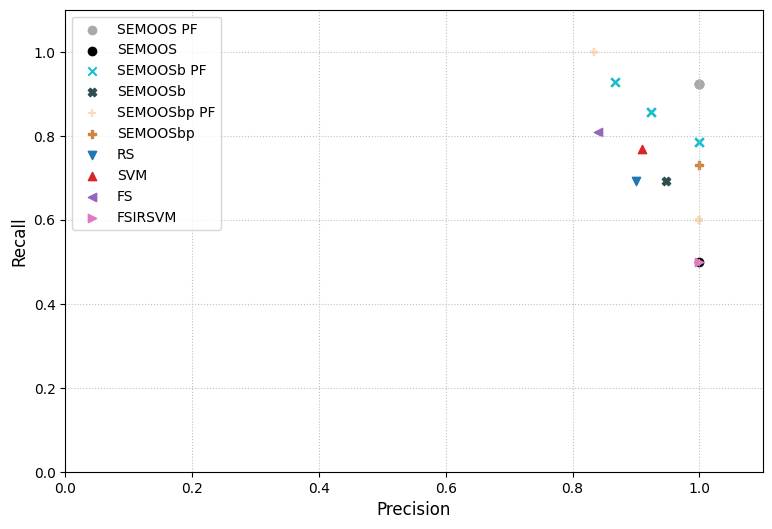 SEMOOS PF
SEMOOS
SEMOOSb PF
SEMOOSb
SEMOOSbp PF
SEMOOSbp
RS
SVM
FS
FSIRSVM
1.0
0.8
0.6
0.4
0.2
0.0
Recall
0.0 0.2 0.4 0.6 0.8 1.0
Precision